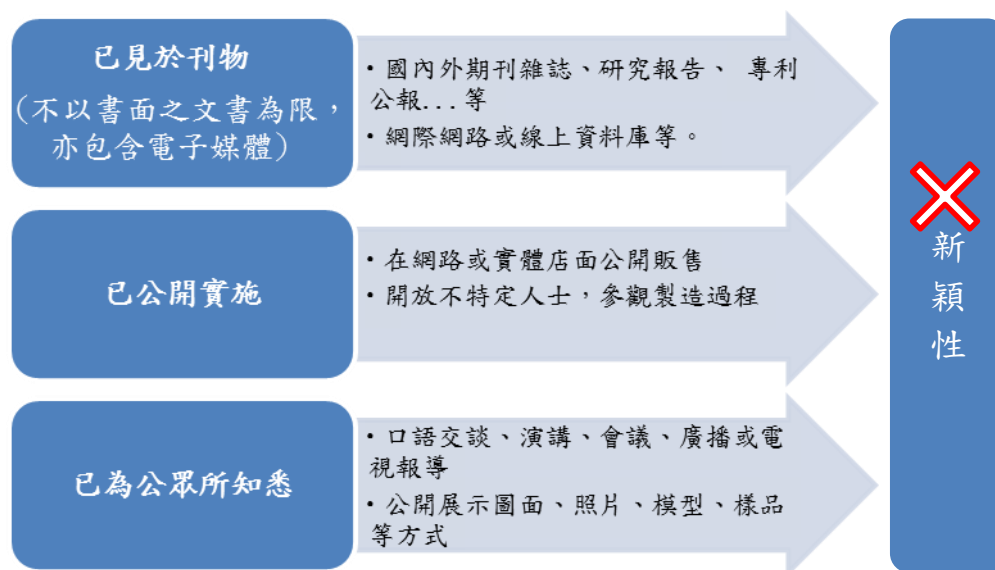 已見於刊物
(不以書面之文書為限，
亦包含電子媒體)
・國內外期刊雜誌、研究報告、 專利
公報...等
・網際網路或線上資料庫等。
已公開實施
・在網路或實體店面公開販售
・開放不特定人士，參觀製造過程
已為公眾所知悉
・口語交談、演講、會議、廣播或電
視報導
・公開展示圖面、照片、模型、樣品
等方式
新
穎
性